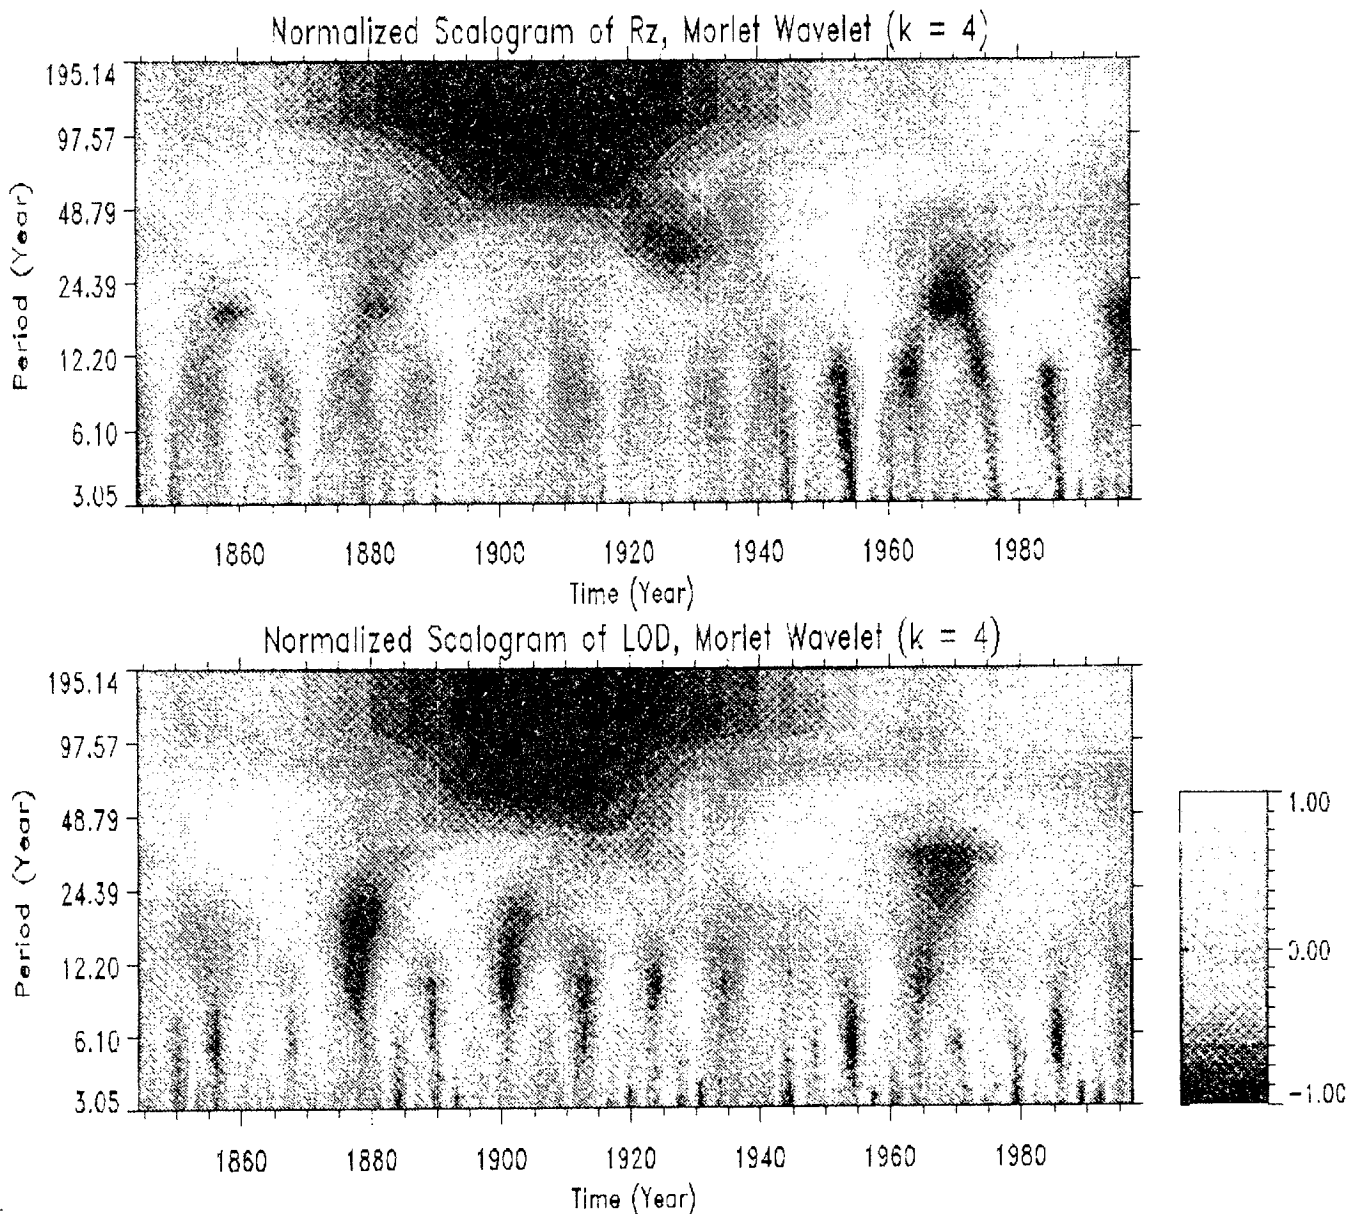 Normalized Scalogram of Rz, Morlet Wavelet (k = 4)
195.14
97.57
48.79
24.39
12.20
6.10
3.05
Period (Year)
1860 1880 1900 1920 1940 1960 1980
Time (Year)
Normalized Scalogram of LOD, Morlet Wavelet (k = 4)
195.14
97.57
48.79
24.39
12.20
6.10
3.05
Period (Year)
1860 1880 1900 1920 1940 1960 1980
Time (Year)
1.00
0.00
-1.00